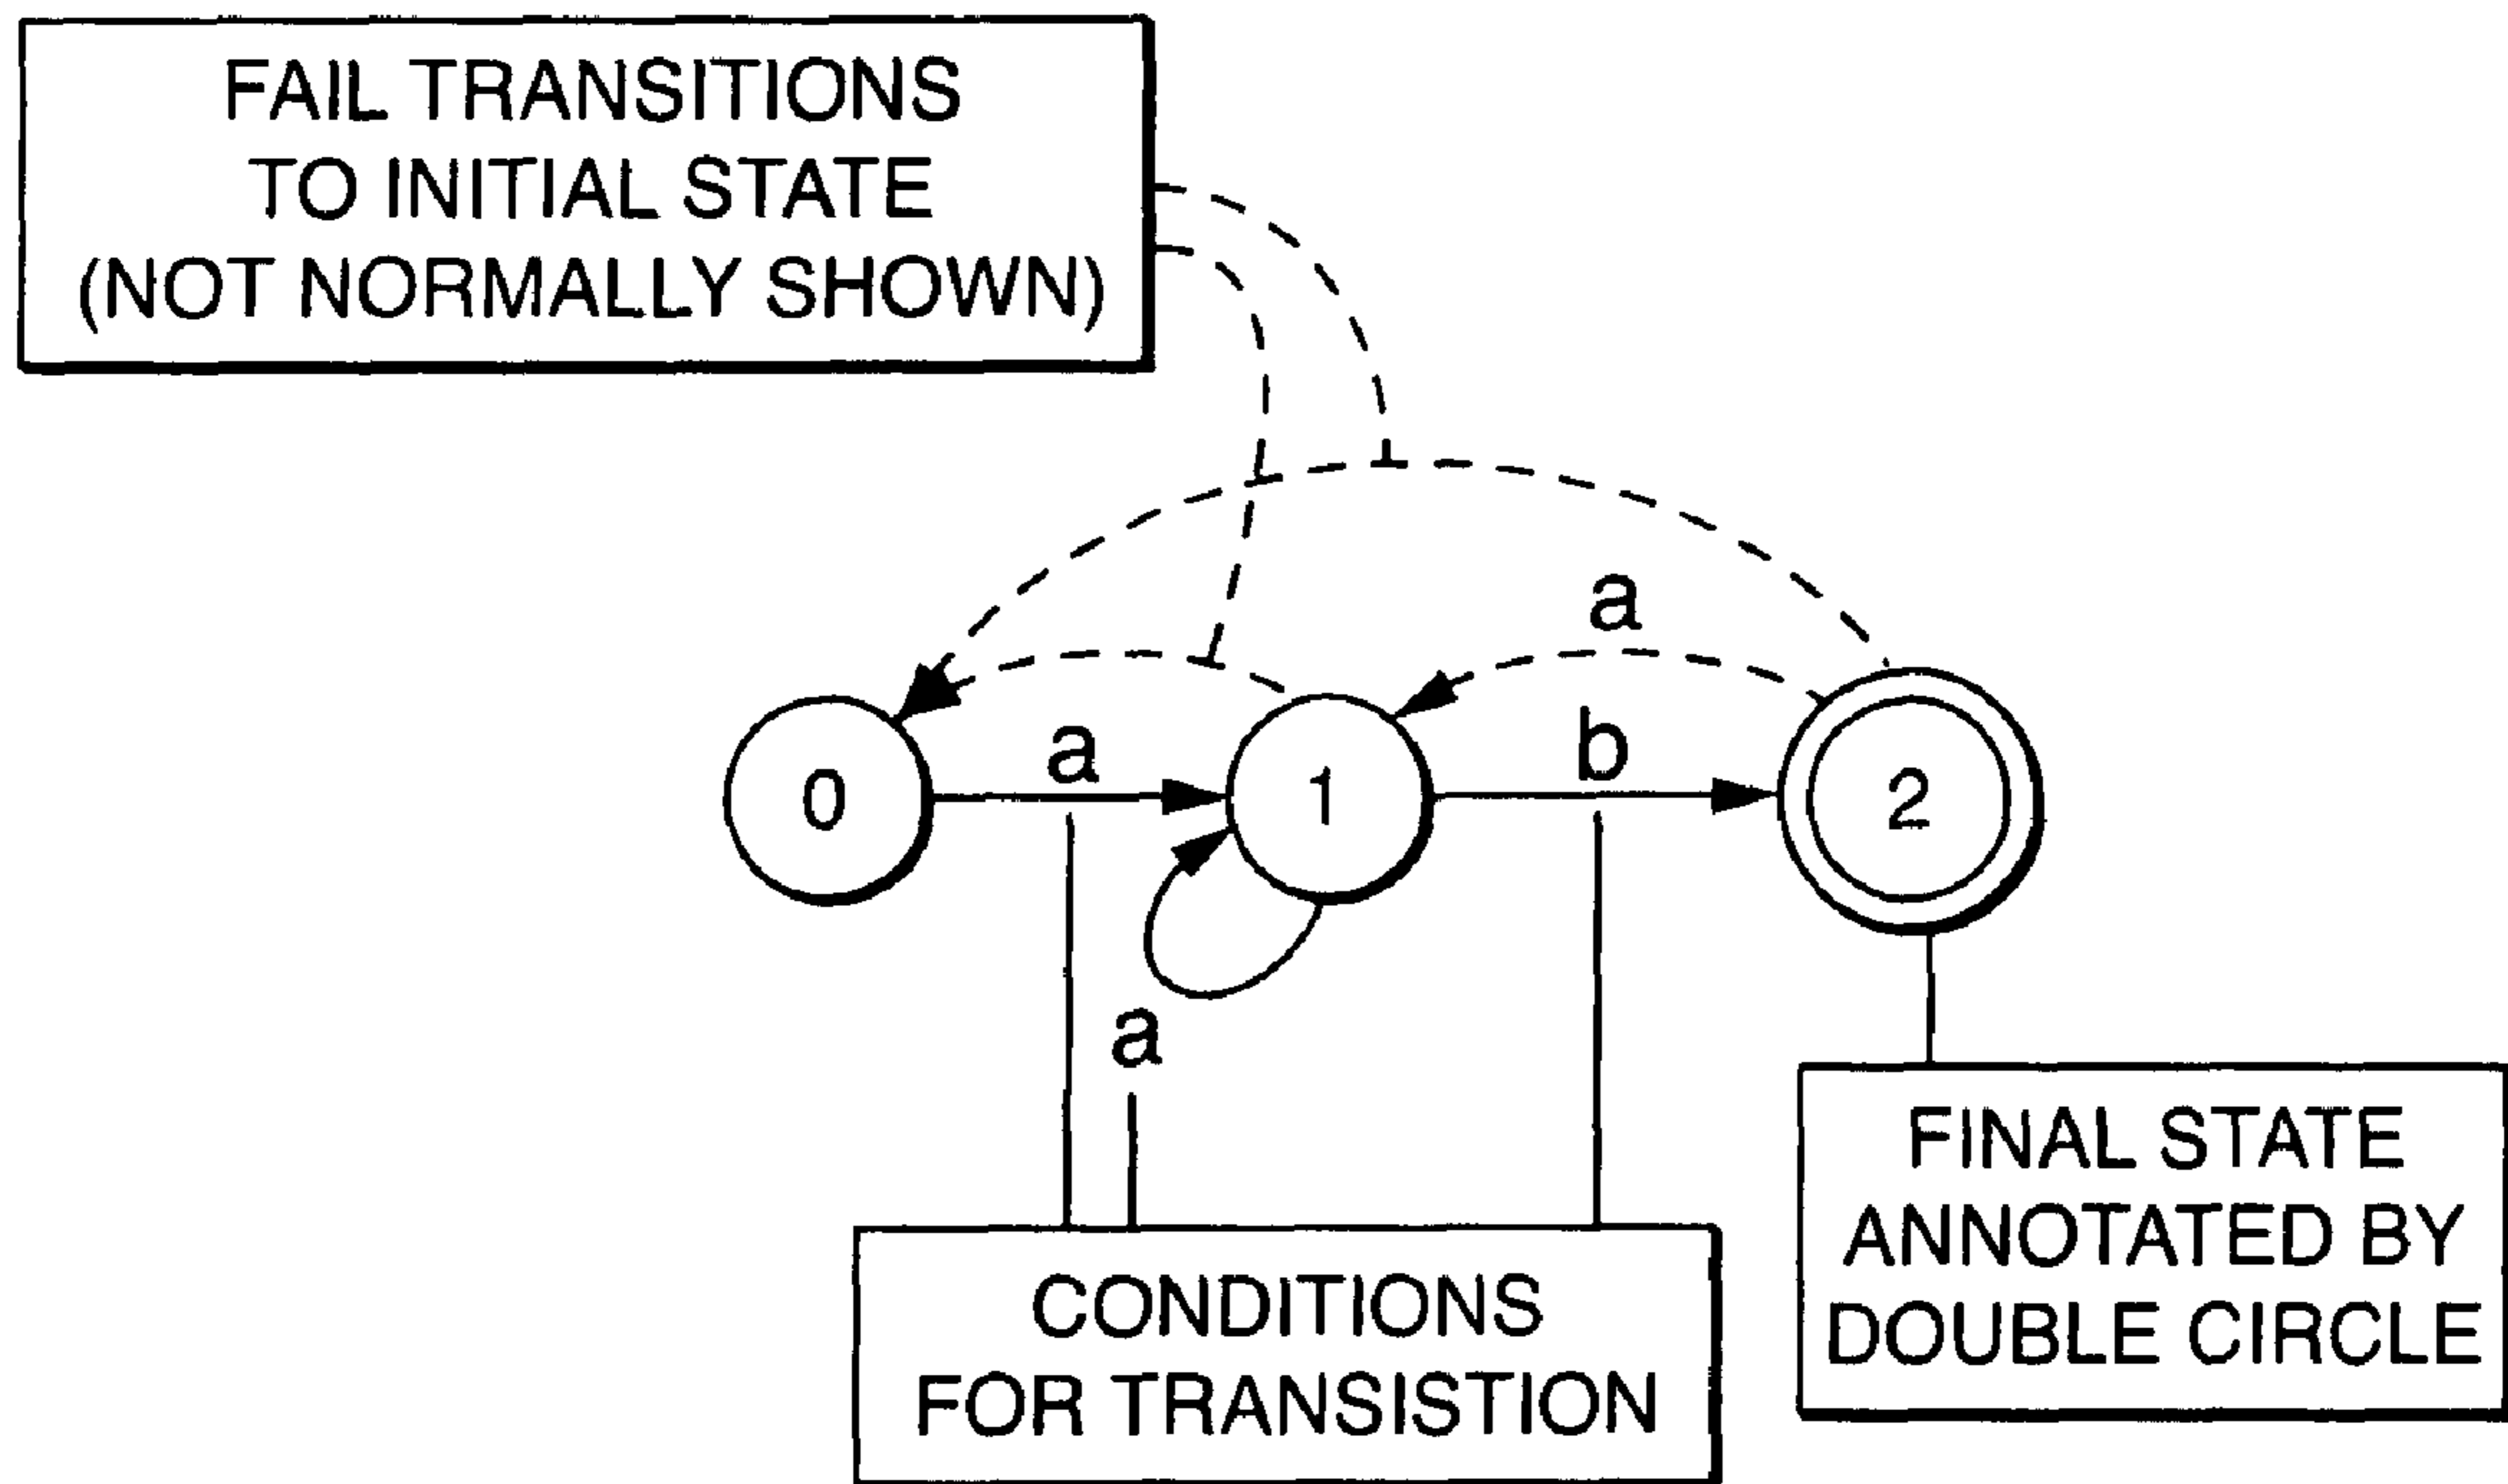 FAIL TRANSITIONS
TO INITIAL STATE
(NOT NORMALLY SHOWN)
a
a
b
0
1
2
a
CONDITIONS
FOR TRANSISTION
FINAL STATE
ANNOTATED BY
DOUBLE CIRCLE